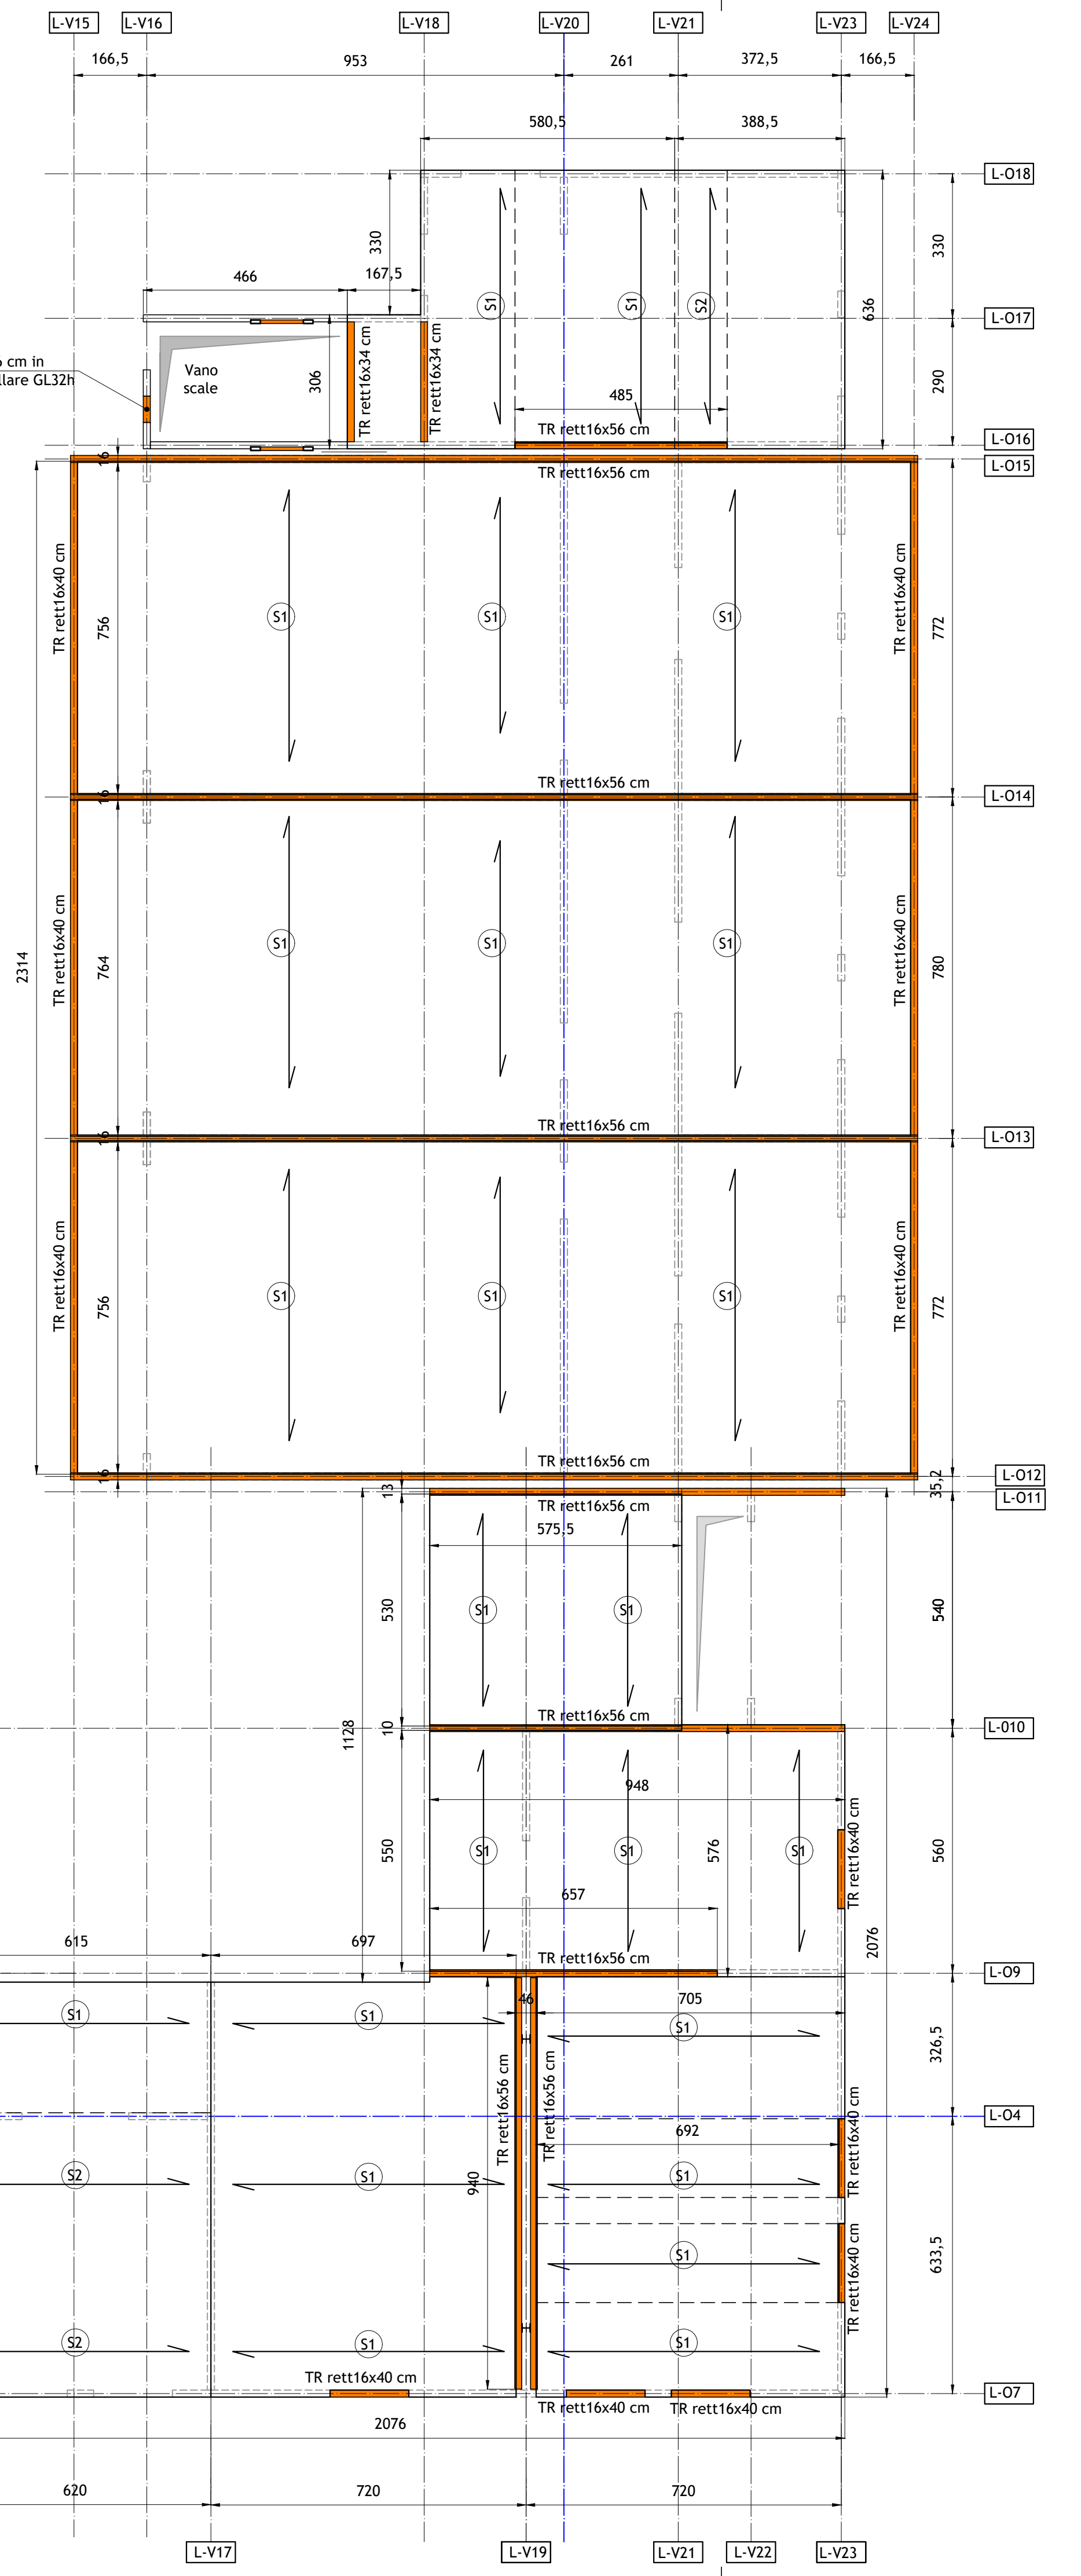 L-V15 L-V16 L-V18 L-V20 L-V21 L-V23 L-V24
166,5 953 261 372,5 166,5
580,5 388,5
L-O18
330 330
466 167,5
S1 S1 S2 636
L-O17
cm in
llare GL32h
Vano
scale
306 TR rett16x34 cm TR rett16x34 cm 290
485
TR rett16x56 cm
L-O16
16 L-O15
TR rett16x56 cm
TR rett16x40 cm 756 S1 S1 S1 TR rett16x40 cm 772
TR rett16x56 cm
16 L-O14
2314 TR rett16x40 cm 764 S1 S1 S1 TR rett16x40 cm 780
TR rett16x56 cm
16 L-O13
TR rett16x40 cm 756 S1 S1 S1 TR rett16x40 cm 772
TR rett16x56 cm
16 35,2 L-O12
13 L-O11
TR rett16x56 cm
575,5
530 S1 S1 540
TR rett16x56 cm
1128 10 L-010
948
550 S1 S1 576 S1 TR rett16x40 cm 560
657
615 697 TR rett16x56 cm 2076
L-O9
46 705
S1 S1 S1 326,5
TR rett16x56 cm TR rett16x56 cm
L-O4
692 TR rett16x40 cm
S2 S1 940 S1
S1 TR rett16x40 cm 633,5
S2 S1 S1
TR rett16x40 cm
L-O7
TR rett16x40 cm TR rett16x40 cm
2076
620 720 720
L-V17 L-V19 L-V21 L-V22 L-V23